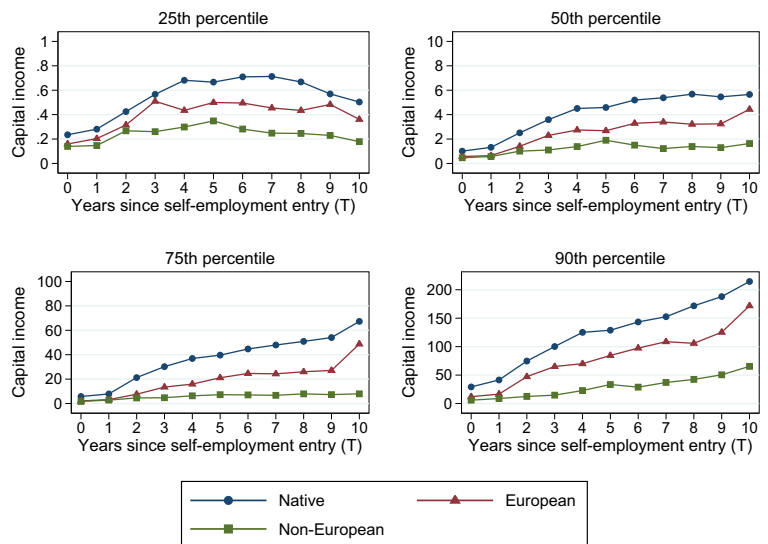 25th percentile
Capital income
1
.8
.6
.4
.2
0
0 1 2 3 4 5 6 7 8 9 10
Years since self-employment entry (T)
50th percentile
Capital income
10
8
6
4
2
0
0 1 2 3 4 5 6 7 8 9 10
Years since self-employment entry (T)
75th percentile
Capital income
100
80
60
40
20
0
0 1 2 3 4 5 6 7 8 9 10
Years since self-employment entry (T)
90th percentile
Capital income
200
150
100
50
0
0 1 2 3 4 5 6 7 8 9 10
Years since self-employment entry (T)
Native
European
Non-European